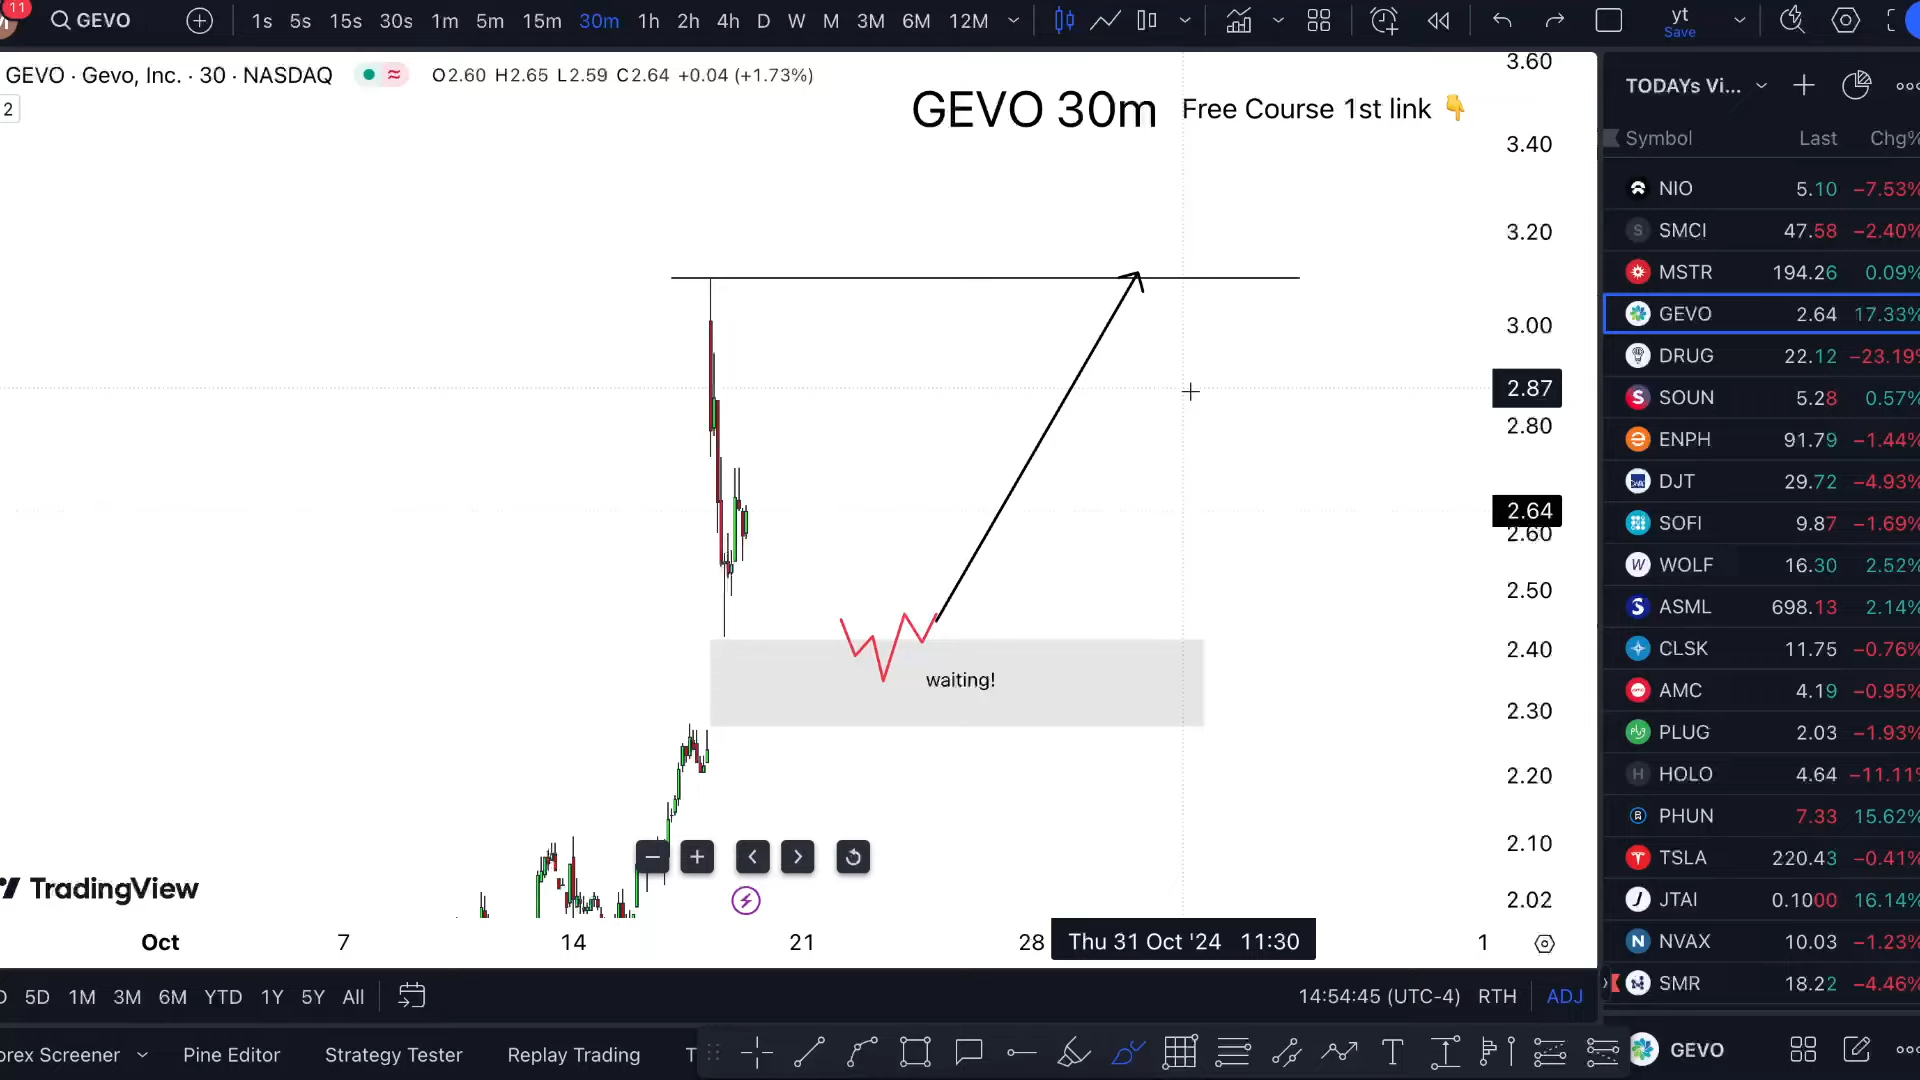 11
GEVO 1s 5s 15s 30s 1m 5m 15m 30m 1h 2h 4h D W M 3M 6M 12M yt
Save
GEVO · Gevo, Inc. · 30 · NASDAQ O2.60 H2.65 L2.59 C2.64 +0.04 (+1.73%)
2
GEVO 30m Free Course 1st link 👇
3.60
3.40
3.20
3.00
2.87
2.80
2.64
2.60
2.50
2.40
2.30
2.20
2.10
2.02
waiting!
TradingView
Oct 7 14 21 28 Thu 31 Oct '24 11:30 1
5D 1M 3M 6M YTD 1Y 5Y All 14:54:45 (UTC-4) RTH ADJ
orex Screener Pine Editor Strategy Tester Replay Trading T
TODAYs Vi...
Symbol Last Chg%
NIO 5.10 −7.53%
SMCI 47.58 −2.40%
MSTR 194.26 0.09%
GEVO 2.64 17.33%
DRUG 22.12 −23.19%
SOUN 5.28 0.57%
ENPH 91.79 −1.44%
DJT 29.72 −4.93%
SOFI 9.87 −1.69%
WOLF 16.30 2.52%
ASML 698.13 2.14%
CLSK 11.75 −0.76%
AMC 4.19 −0.95%
PLUG 2.03 −1.93%
HOLO 4.64 −11.11%
PHUN 7.33 15.62%
TSLA 220.43 −0.41%
JTAI 0.1000 16.14%
NVAX 10.03 −1.23%
SMR 18.22 −4.46%
GEVO